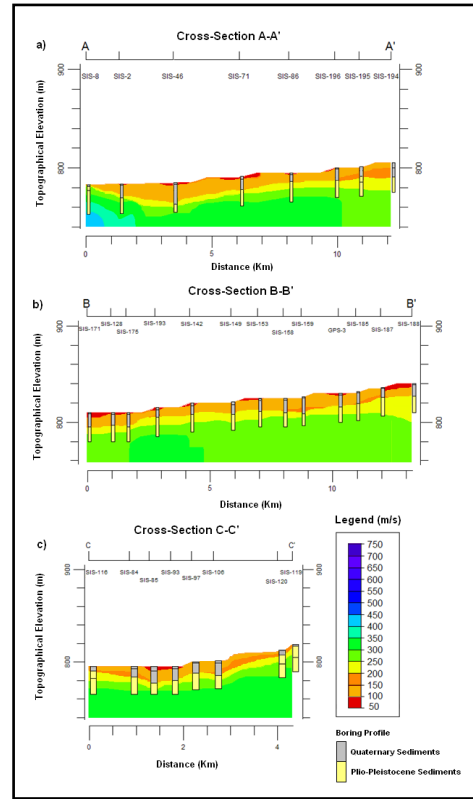 Cross-Section A-A'
a)
A
A'
SIS-8 SIS-2 SIS-46 SIS-71 SIS-86 SIS-196 SIS-195 SIS-194
900
900
800
800
Topographical Elevation (m)
0 5 10
Distance (Km)
Cross-Section B-B'
b)
B
B'
SIS-171 SIS-128 SIS-176 SIS-193 SIS-142 SIS-149 SIS-153 SIS-158 SIS-159 GPS-3 SIS-185 SIS-187 SIS-188
900
900
800
800
Topographical Elevation (m)
0 5 10
Distance (Km)
Cross-Section C-C'
c)
C
C'
SIS-116 SIS-84 SIS-85 SIS-93 SIS-97 SIS-106 SIS-120 SIS-119
900
900
800
800
Topographical Elevation (m)
0 2 4
Distance (Km)
Legend (m/s)
750
700
650
600
550
500
450
400
350
300
250
200
150
100
50
Boring Profile
Quaternary Sediments
Plio-Pleistocene Sediments